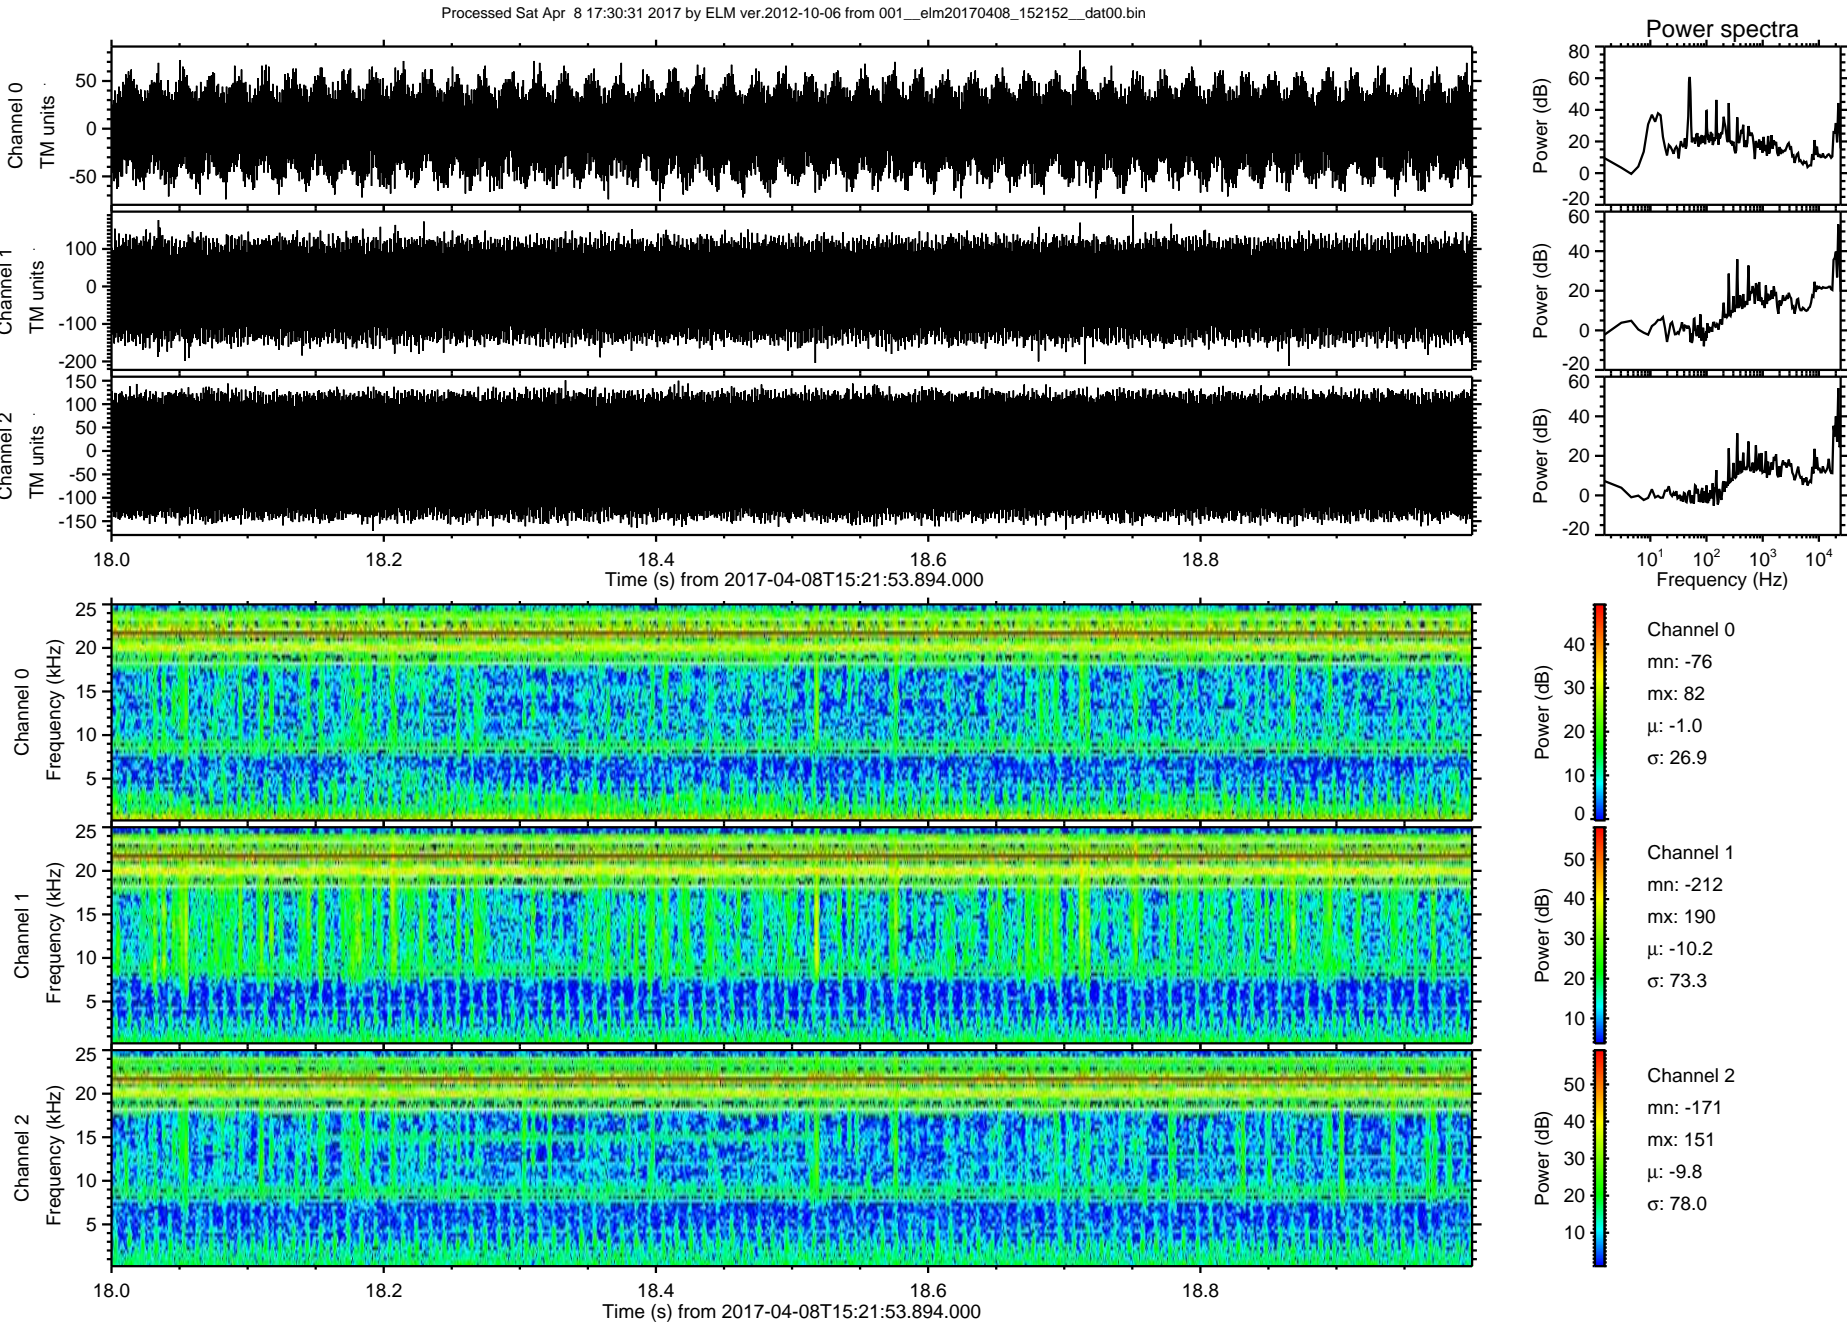 Processed Sat Apr  8 17:30:31 2017 by ELM ver.2012-10-06 from 001__elm20170408_152152__dat00.bin
Power spectra
Channel 0
TM units
50
0
-50
Power (dB)
80
60
40
20
0
-20
Channel 1
TM units
100
0
-100
-200
Power (dB)
60
40
20
0
-20
Channel 2
TM units
150
100
50
0
-50
-100
-150
Power (dB)
60
40
20
0
-20
18.0 18.2 18.4 18.6 18.8
Time (s) from 2017-04-08T15:21:53.894.000
10^1 10^2 10^3 10^4
Frequency (Hz)
Channel 0
Frequency (kHz)
25
20
15
10
5
Power (dB)
40
30
20
10
0
Channel 0
mn: -76
mx: 82
μ: -1.0
σ: 26.9
Channel 1
Frequency (kHz)
25
20
15
10
5
Power (dB)
50
40
30
20
10
Channel 1
mn: -212
mx: 190
μ: -10.2
σ: 73.3
Channel 2
Frequency (kHz)
25
20
15
10
5
Power (dB)
50
40
30
20
10
Channel 2
mn: -171
mx: 151
μ: -9.8
σ: 78.0
18.0 18.2 18.4 18.6 18.8
Time (s) from 2017-04-08T15:21:53.894.000